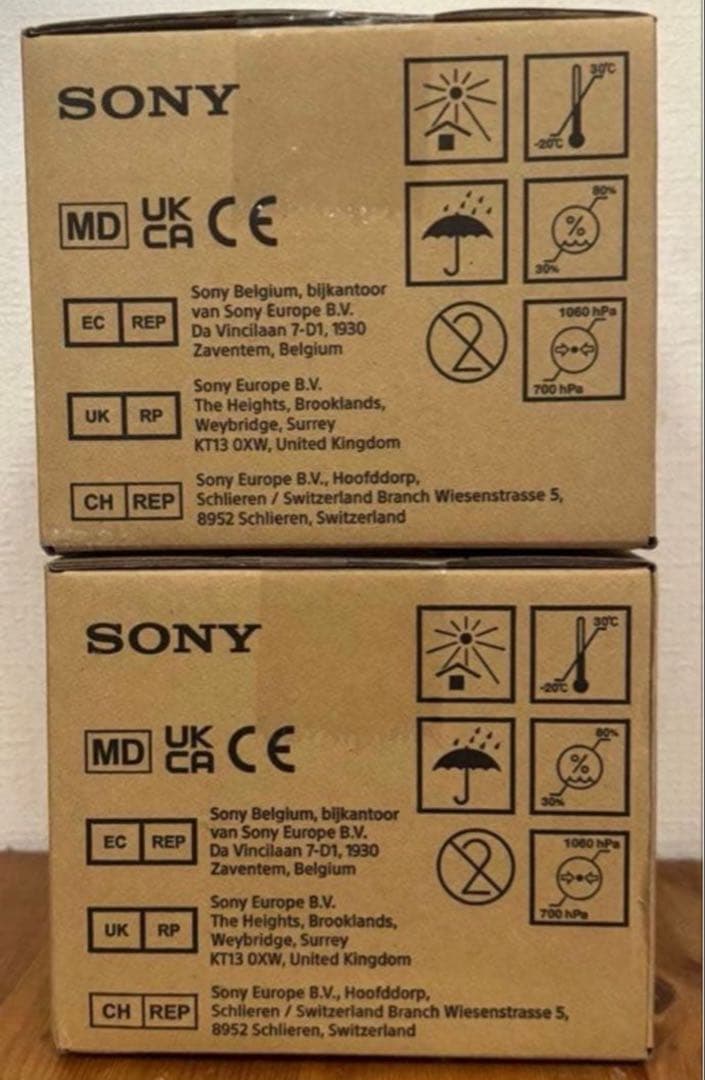 SONY
30°C
-20°C
MD UK CA CE
80%
%
30%
2
1060 hPa
700 hPa
EC REP
Sony Belgium, bijkantoor
van Sony Europe B.V.
Da Vincilaan 7-D1, 1930
Zaventem, Belgium
UK RP
Sony Europe B.V.
The Heights, Brooklands,
Weybridge, Surrey
KT13 0XW, United Kingdom
CH REP
Sony Europe B.V., Hoofddorp,
Schlieren / Switzerland Branch Wiesenstrasse 5,
8952 Schlieren, Switzerland
SONY
30°C
-20°C
MD UK CA CE
80%
%
30%
2
1060 hPa
700 hPa
EC REP
Sony Belgium, bijkantoor
van Sony Europe B.V.
Da Vincilaan 7-D1, 1930
Zaventem, Belgium
UK RP
Sony Europe B.V.
The Heights, Brooklands,
Weybridge, Surrey
KT13 0XW, United Kingdom
CH REP
Sony Europe B.V., Hoofddorp,
Schlieren / Switzerland Branch Wiesenstrasse 5,
8952 Schlieren, Switzerland